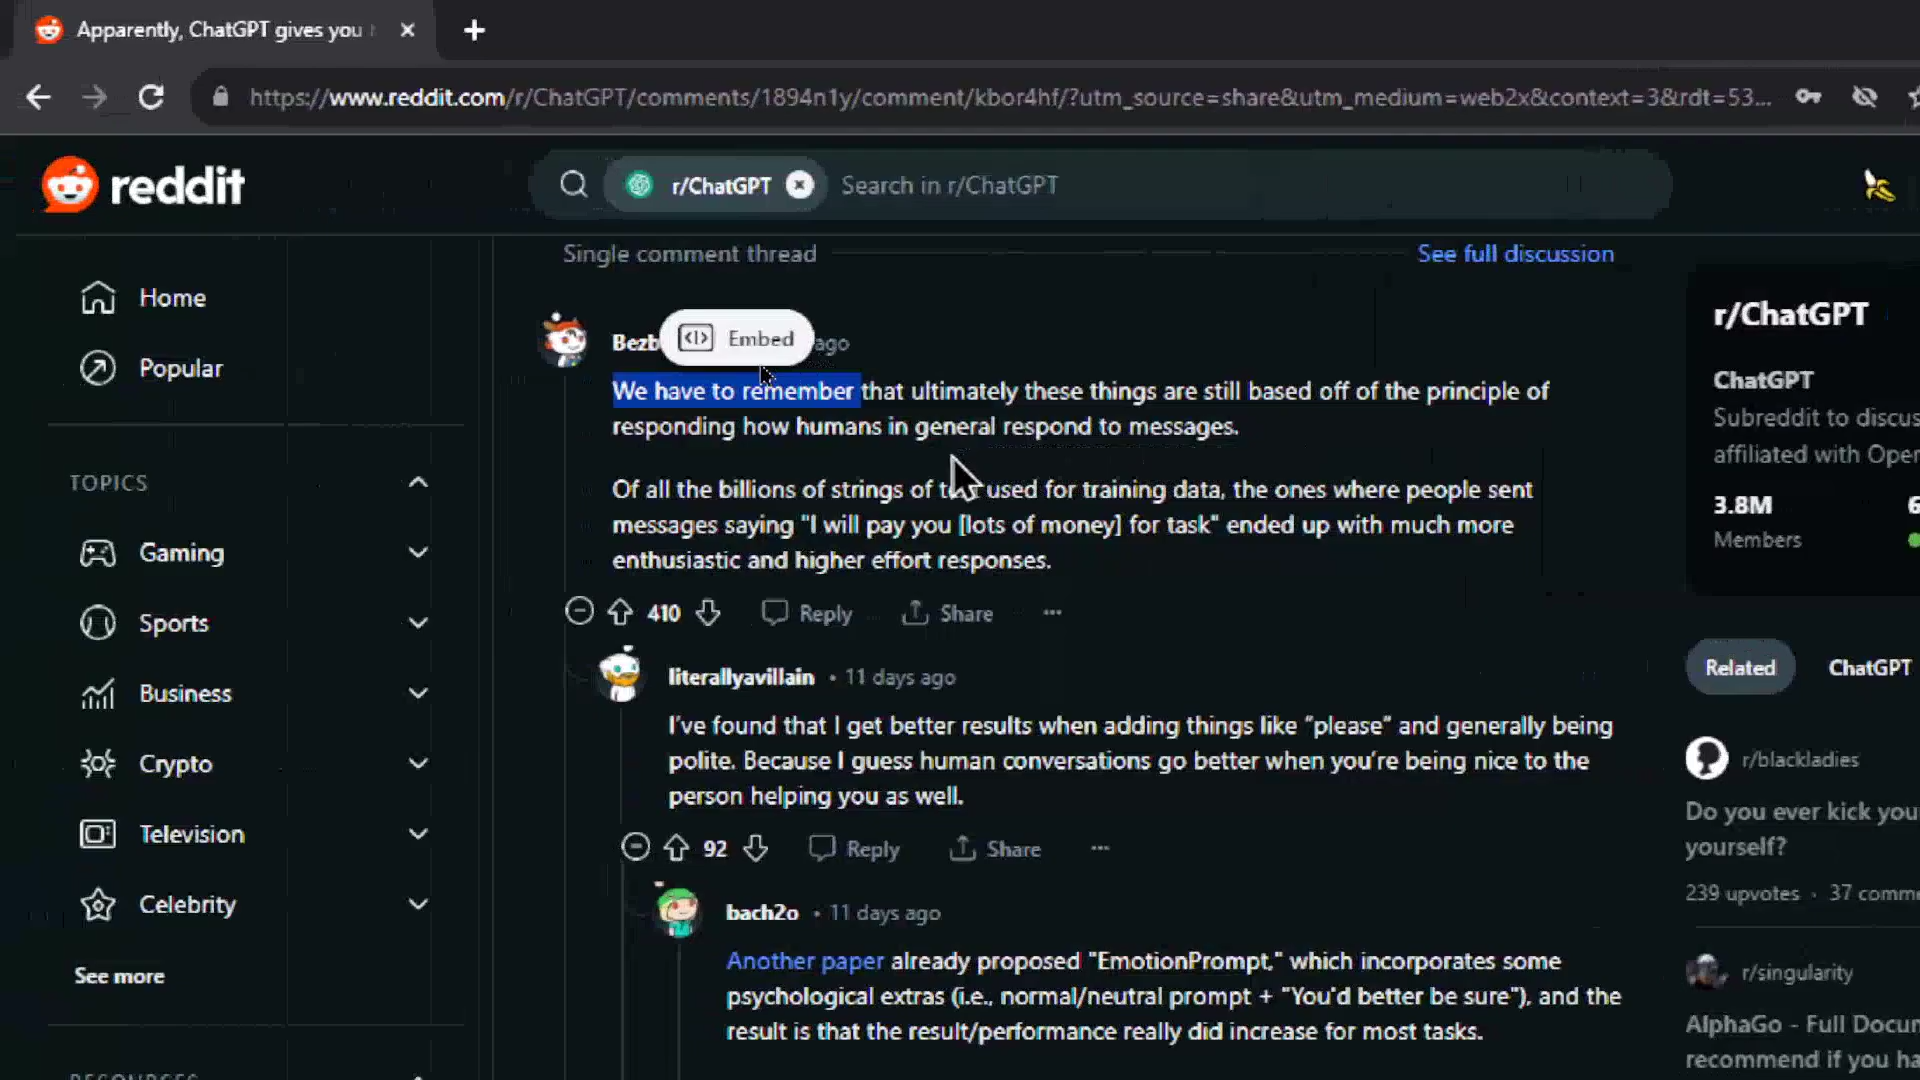 Apparently, ChatGPT gives you
https://www.reddit.com/r/ChatGPT/comments/1894n1y/comment/kbor4hf/?utm_source=share&utm_medium=web2x&context=3&rdt=53...
reddit
r/ChatGPT
Search in r/ChatGPT
Single comment thread
See full discussion
Home
Popular
TOPICS
Gaming
Sports
Business
Crypto
Television
Celebrity
See more
Embed
ago
We have to remember that ultimately these things are still based off of the principle of
responding how humans in general respond to messages.
Of all the billions of strings of used for training data, the ones where people sent
messages saying "I will pay you [lots of money] for task" ended up with much more
enthusiastic and higher effort responses.
410
Reply
Share
literallyavillain • 11 days ago
I've found that I get better results when adding things like "please" and generally being
polite. Because I guess human conversations go better when you're being nice to the
person helping you as well.
92
Reply
Share
bach2o • 11 days ago
Another paper already proposed "EmotionPrompt," which incorporates some
psychological extras (i.e., normal/neutral prompt + "You'd better be sure"), and the
result is that the result/performance really did increase for most tasks.
r/ChatGPT
ChatGPT
Subreddit to
affiliated with
3.8M
Members
Related
ChatGPT
r/blackladies
Do you ever kick
yourself?
239 upvotes • 37
r/singularity
AlphaGo - Full
recommend if you